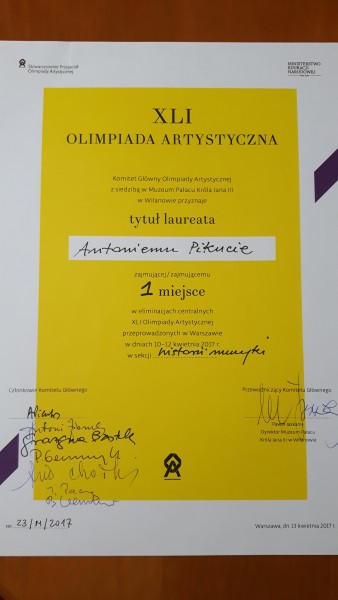 Stowarzyszenie Przyjaciół
Olimpiady Artystycznej
MINISTERSTWO
EDUKACJI
NARODOWEJ
XLI
OLIMPIADA ARTYSTYCZNA
Komitet Główny Olimpiady Artystycznej
z siedzibą w Muzeum Pałacu Króla Jana III
w Wilanowie przyznaje
tytuł laureata
Antoniemu Pikucie
zajmującej/zajmującemu
1 miejsce
w eliminacjach centralnych
XLI Olimpiady Artystycznej
przeprowadzonych w Warszawie
w dniach 10–12 kwietnia 2017 r.
w sekcji historii muzyki
Członkowie Komitetu Głównego
Przewodniczący Komitetu Głównego
Paweł
Dyrektor Muzeum Pałacu
Króla Jana III w Wilanowie
nr. 23/M/2017
Warszawa, dn. 13 kwietnia 2017 r.